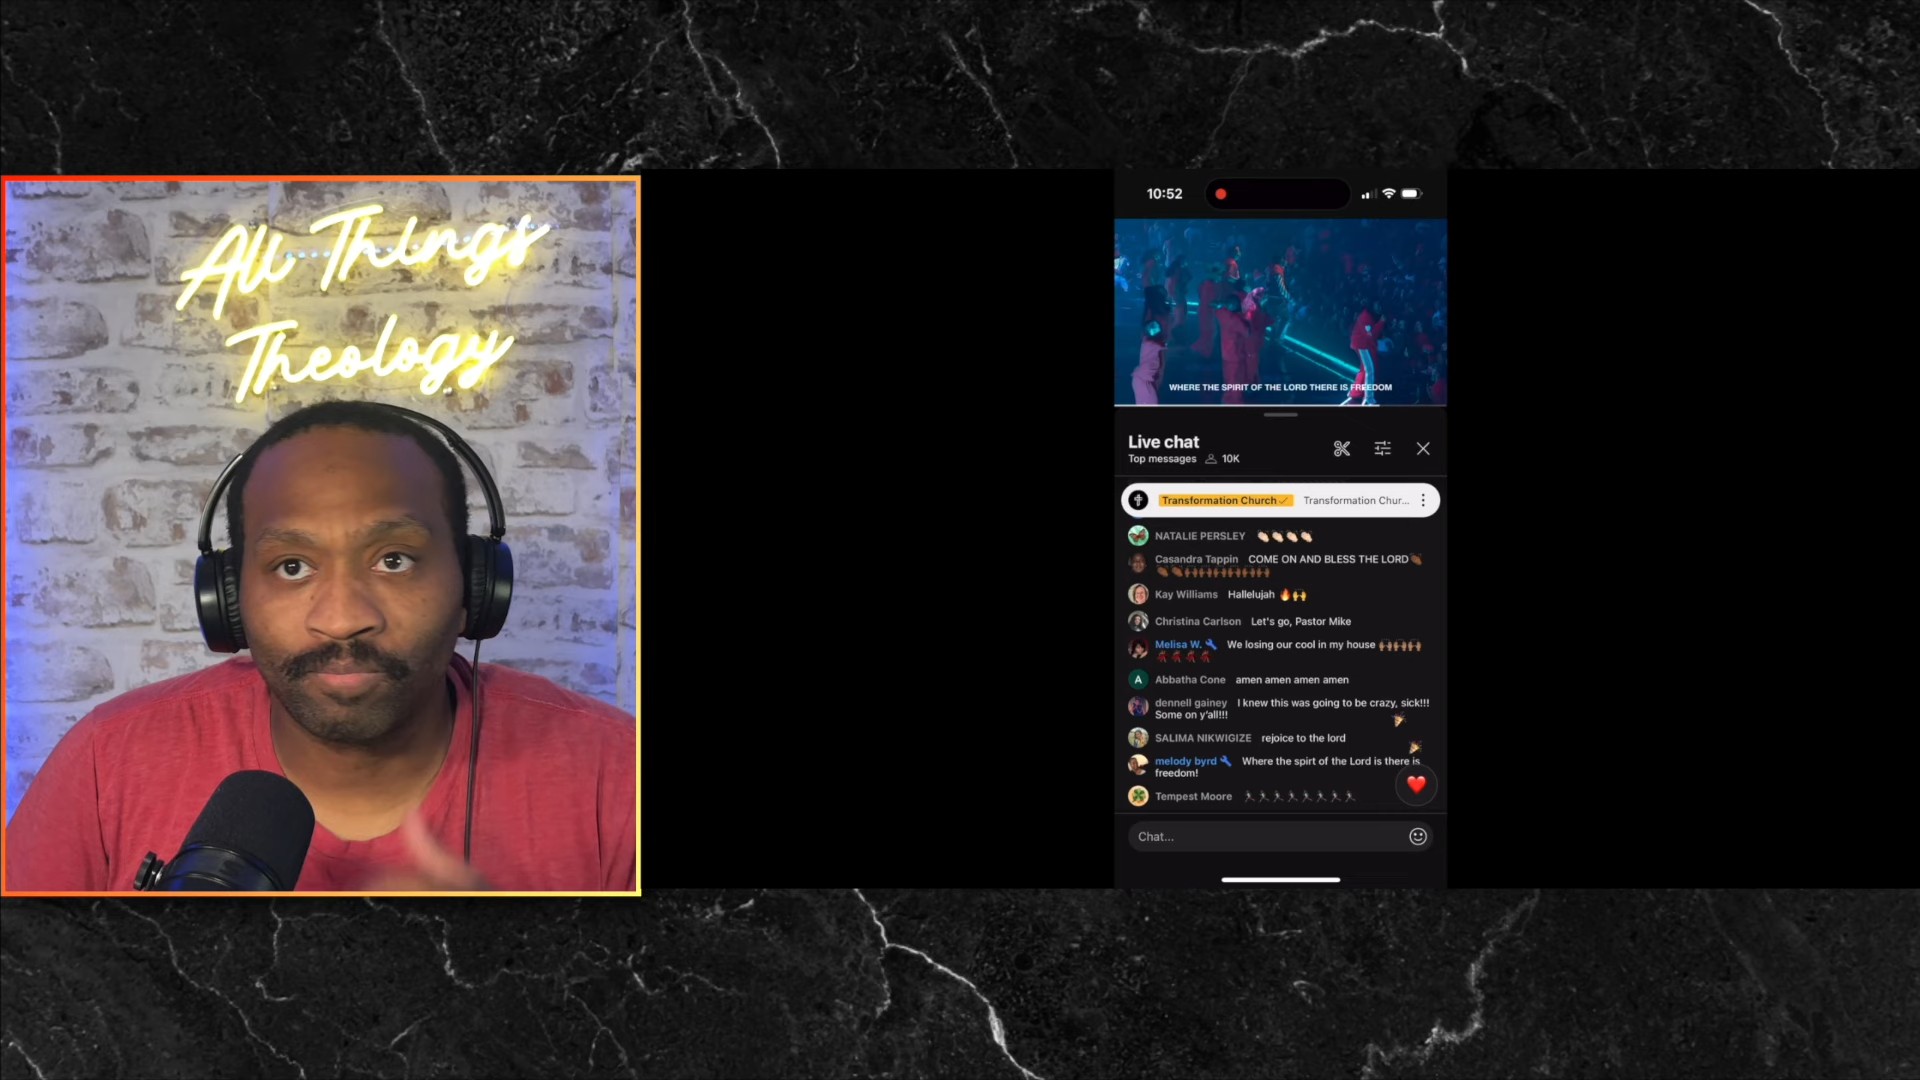 All Things
Theology
10:52
WHERE THE SPIRIT OF THE LORD THERE IS FREEDOM
Live chat
Top messages 10K
Transformation Church Transformation Chur...
NATALIE PERSLEY 👏🏻👏🏻👏🏻👏🏻
Casandra Tappin COME ON AND BLESS THE LORD
Kay Williams Hallelujah 🔥🙌
Christina Carlson Let's go, Pastor Mike
Melisa W. We losing our cool in my house
Abbatha Cone amen amen amen amen
dennell gainey I knew this was going to be crazy, sick!!!
Some on y'all!!!
SALIMA NIKWIGIZE rejoice to the lord
melody byrd Where the spirt of the Lord is there is
freedom!
Tempest Moore
Chat...